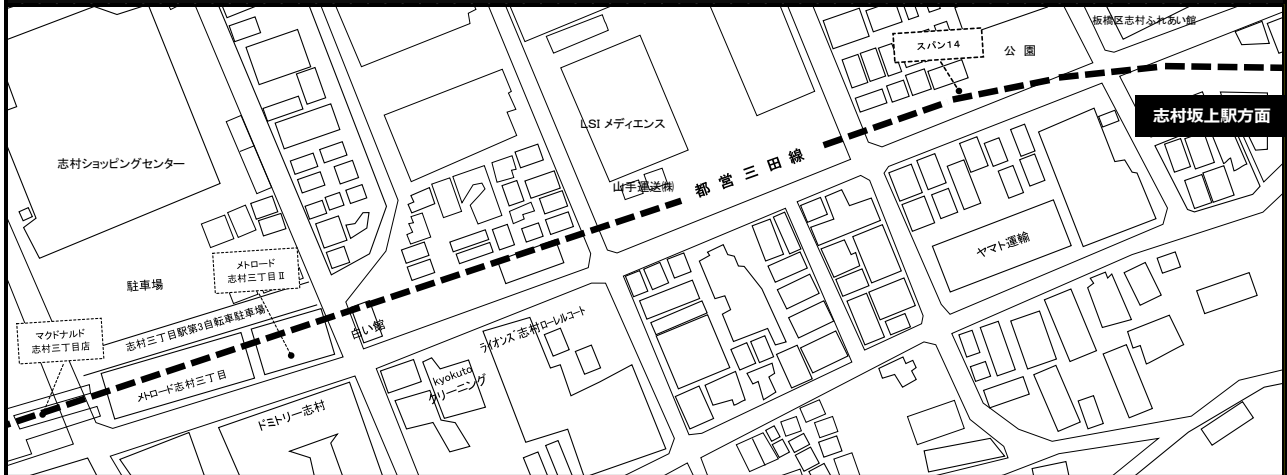 板橋区志村ふれあい館
スパン14
公園
志村坂上駅方面
LSI メディエンス
志村ショッピングセンター
山手運送㈱
都営三田線
ヤマト運輸
メトロード
志村三丁目Ⅱ
駐車場
志村三丁目駅第3自転車駐車場
白い館
ライオンズ志村ローレルコート
マクドナルド
志村三丁目店
kyokuto
クリーニング
メトロード志村三丁目
ドミトリー志村